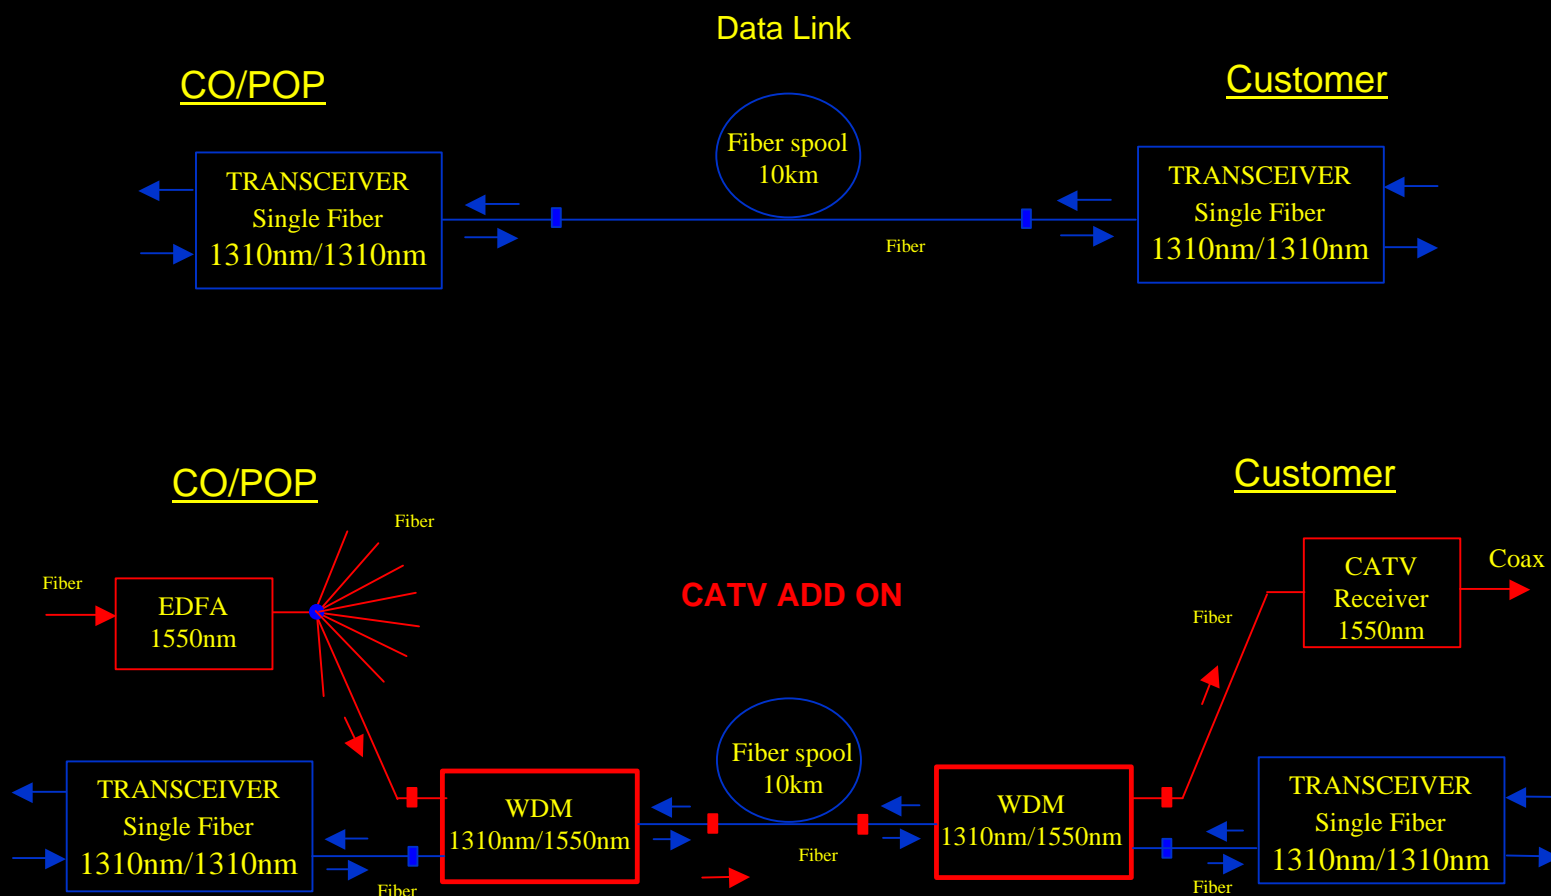 Data Link
CO/POP
Customer
TRANSCEIVER
Single Fiber
1310nm/1310nm
Fiber spool
10km
Fiber
TRANSCEIVER
Single Fiber
1310nm/1310nm
CO/POP
Customer
Fiber
Fiber
EDFA
1550nm
CATV ADD ON
Fiber
CATV
Receiver
1550nm
Coax
TRANSCEIVER
Single Fiber
1310nm/1310nm
Fiber
WDM
1310nm/1550nm
Fiber spool
10km
Fiber
WDM
1310nm/1550nm
Fiber
TRANSCEIVER
Single Fiber
1310nm/1310nm